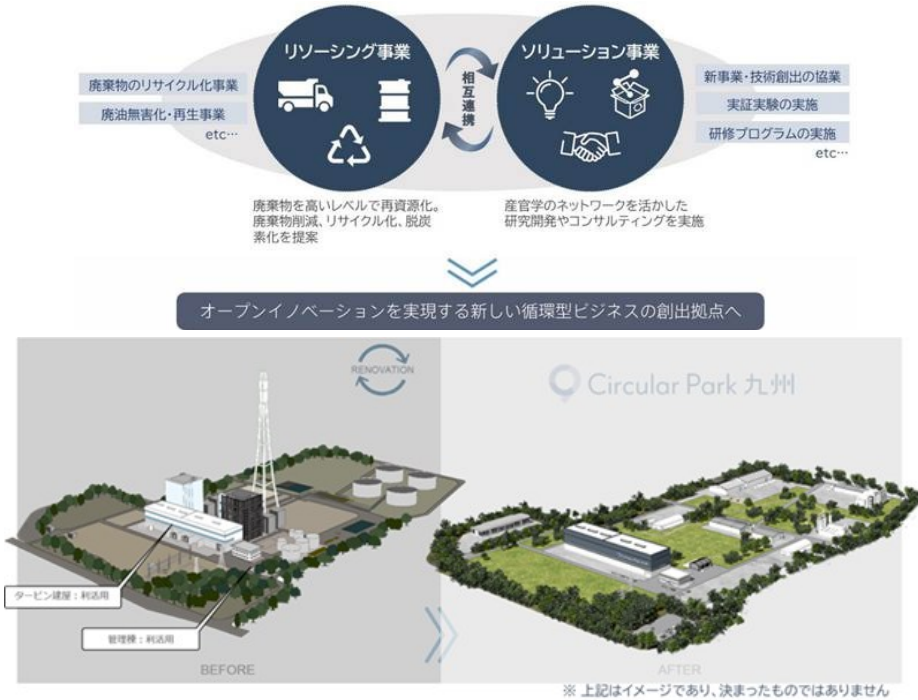 リソーシング事業
ソリューション事業
廃棄物のリサイクル化事業
廃油無害化・再生事業
etc…
相互連携
新事業・技術創出の協業
実証実験の実施
研修プログラムの実施
etc…
廃棄物を高いレベルで再資源化。
廃棄物削減、リサイクル化、脱炭
素化を提案
産官学のネットワークを活かした
研究開発やコンサルティングを実施
オープンイノベーションを実現する新しい循環型ビジネスの創出拠点へ
RENOVATION
Circular Park 九州
タービン建屋：利活用
管理棟：利活用
BEFORE
AFTER
※ 上記はイメージであり、決まったものではありません